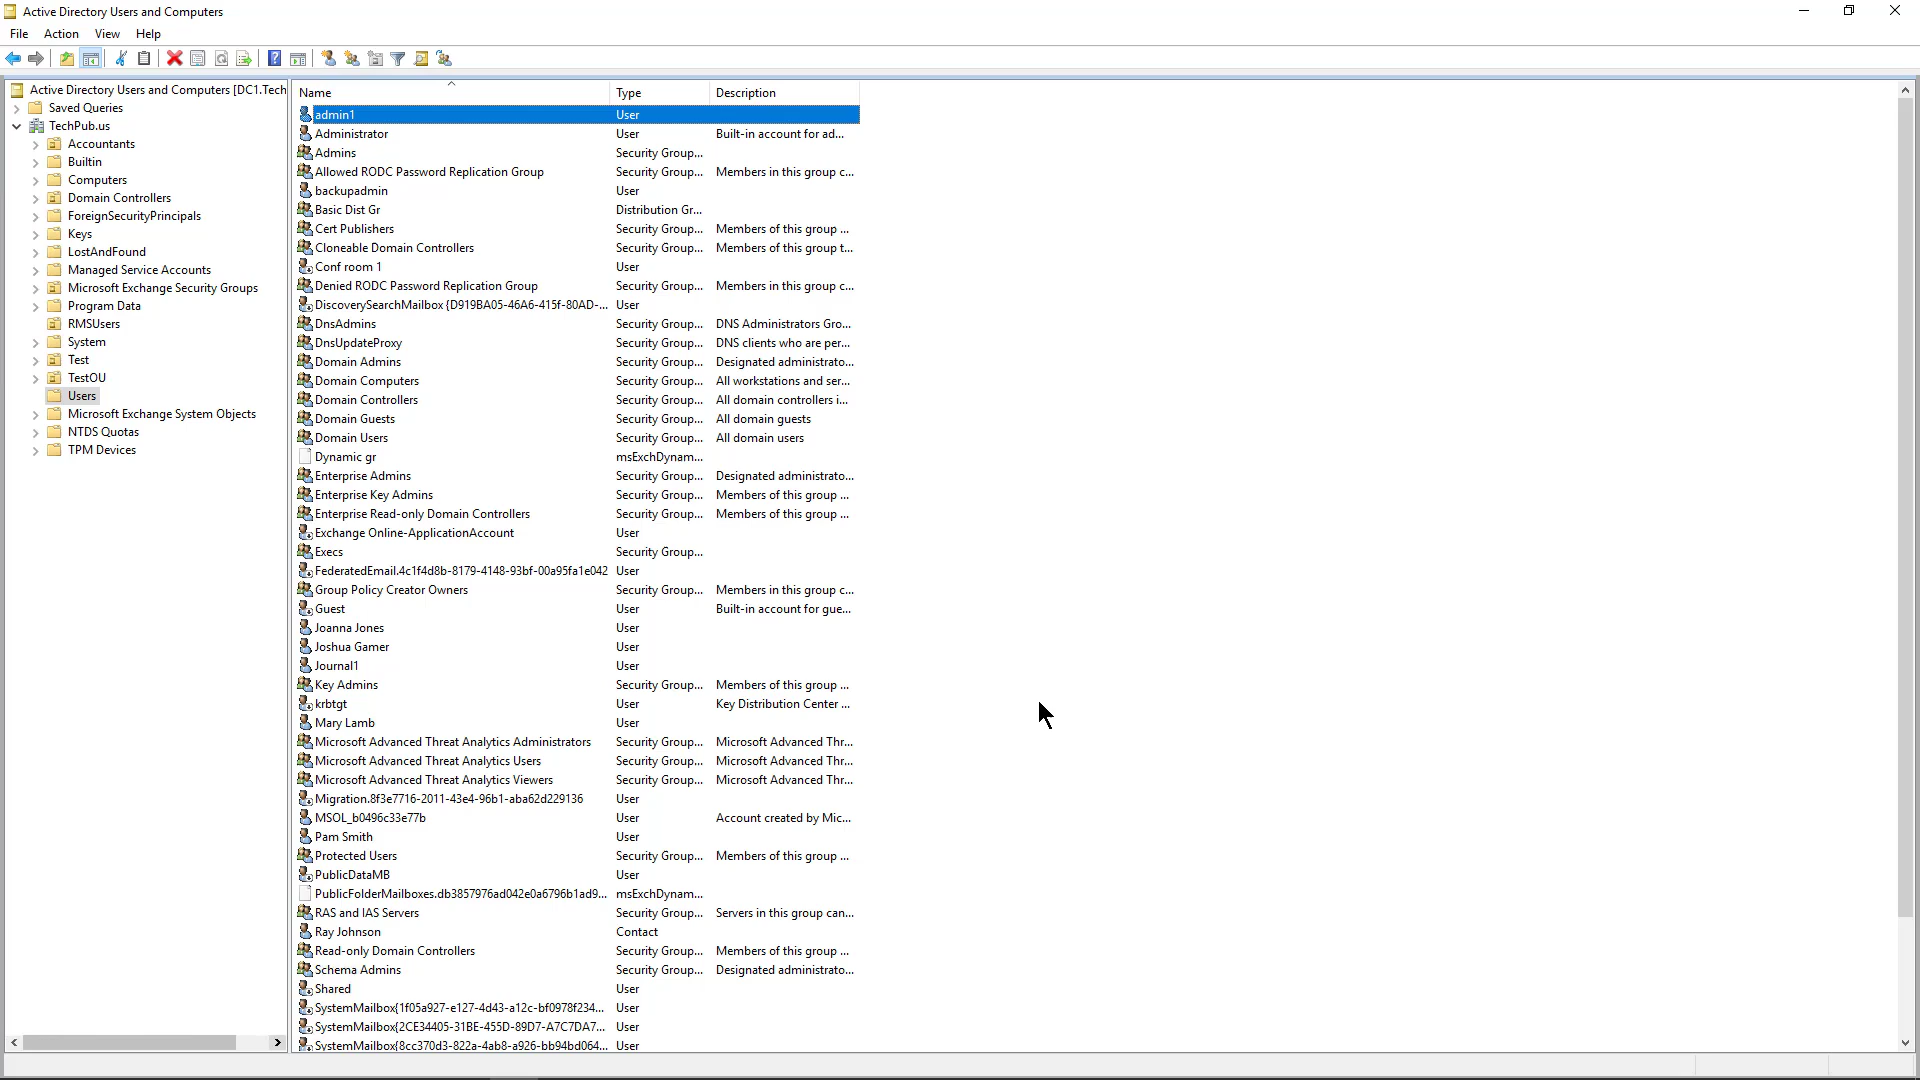 Active Directory Users and Computers
File Action View Help
Active Directory Users and Computers [DC1.Tech
Saved Queries
TechPub.us
Accountants
Builtin
Computers
Domain Controllers
ForeignSecurityPrincipals
Keys
LostAndFound
Managed Service Accounts
Microsoft Exchange Security Groups
Program Data
RMSUsers
System
Test
TestOU
Users
Microsoft Exchange System Objects
NTDS Quotas
TPM Devices
Name Type Description
admin1 User
Administrator User Built-in account for ad...
Admins Security Group...
Allowed RODC Password Replication Group Security Group... Members in this group c...
backupadmin User
Basic Dist Gr Distribution Gr...
Cert Publishers Security Group... Members of this group ...
Cloneable Domain Controllers Security Group... Members of this group t...
Conf room 1 User
Denied RODC Password Replication Group Security Group... Members in this group c...
DiscoverySearchMailbox {D919BA05-46A6-415f-80AD-... User
DnsAdmins Security Group... DNS Administrators Gro...
DnsUpdateProxy Security Group... DNS clients who are per...
Domain Admins Security Group... Designated administrato...
Domain Computers Security Group... All workstations and ser...
Domain Controllers Security Group... All domain controllers i...
Domain Guests Security Group... All domain guests
Domain Users Security Group... All domain users
Dynamic gr msExchDynam...
Enterprise Admins Security Group... Designated administrato...
Enterprise Key Admins Security Group... Members of this group ...
Enterprise Read-only Domain Controllers Security Group... Members of this group ...
Exchange Online-ApplicationAccount User
Execs Security Group...
FederatedEmail.4c1f4d8b-8179-4148-93bf-00a95fa1e042 User
Group Policy Creator Owners Security Group... Members in this group c...
Guest User Built-in account for gue...
Joanna Jones User
Joshua Gamer User
Journal1 User
Key Admins Security Group... Members of this group ...
krbtgt User Key Distribution Center ...
Mary Lamb User
Microsoft Advanced Threat Analytics Administrators Security Group... Microsoft Advanced Thr...
Microsoft Advanced Threat Analytics Users Security Group... Microsoft Advanced Thr...
Microsoft Advanced Threat Analytics Viewers Security Group... Microsoft Advanced Thr...
Migration.8f3e7716-2011-43e4-96b1-aba62d229136 User
MSOL_b0496c33e77b User Account created by Mic...
Pam Smith User
Protected Users Security Group... Members of this group ...
PublicDataMB User
PublicFolderMailboxes.db3857976ad042e0a6796b1ad9... msExchDynam...
RAS and IAS Servers Security Group... Servers in this group can...
Ray Johnson Contact
Read-only Domain Controllers Security Group... Members of this group ...
Schema Admins Security Group... Designated administrato...
Shared User
SystemMailbox{1f05a927-e127-4d43-a12c-bf0978f234... User
SystemMailbox{2CE34405-31BE-455D-89D7-A7C7DA7... User
SystemMailbox{8cc370d3-822a-4ab8-a926-bb94bd064... User